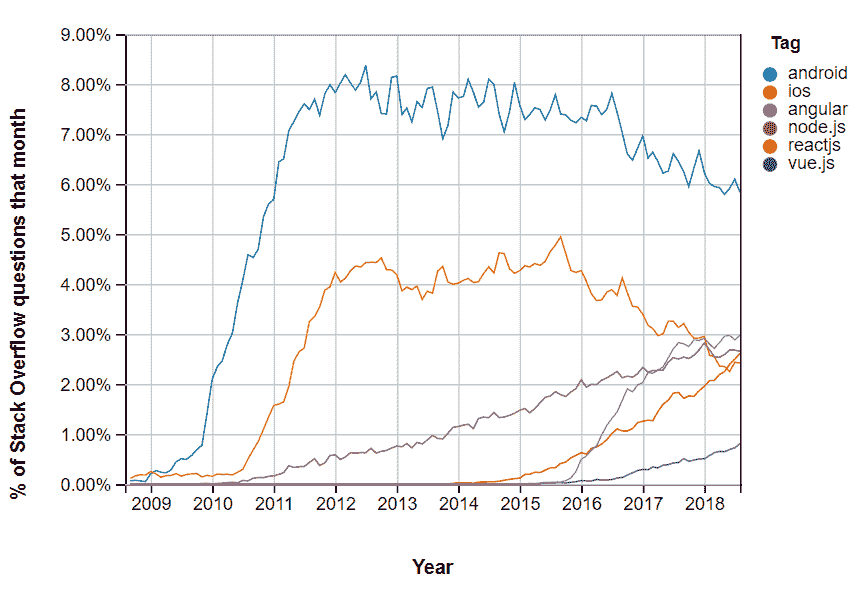 % of Stack Overflow questions that month
9.00%
8.00%
7.00%
6.00%
5.00%
4.00%
3.00%
2.00%
1.00%
0.00%
2009 2010 2011 2012 2013 2014 2015 2016 2017 2018
Year
Tag
android
ios
angular
node.js
reactjs
vue.js